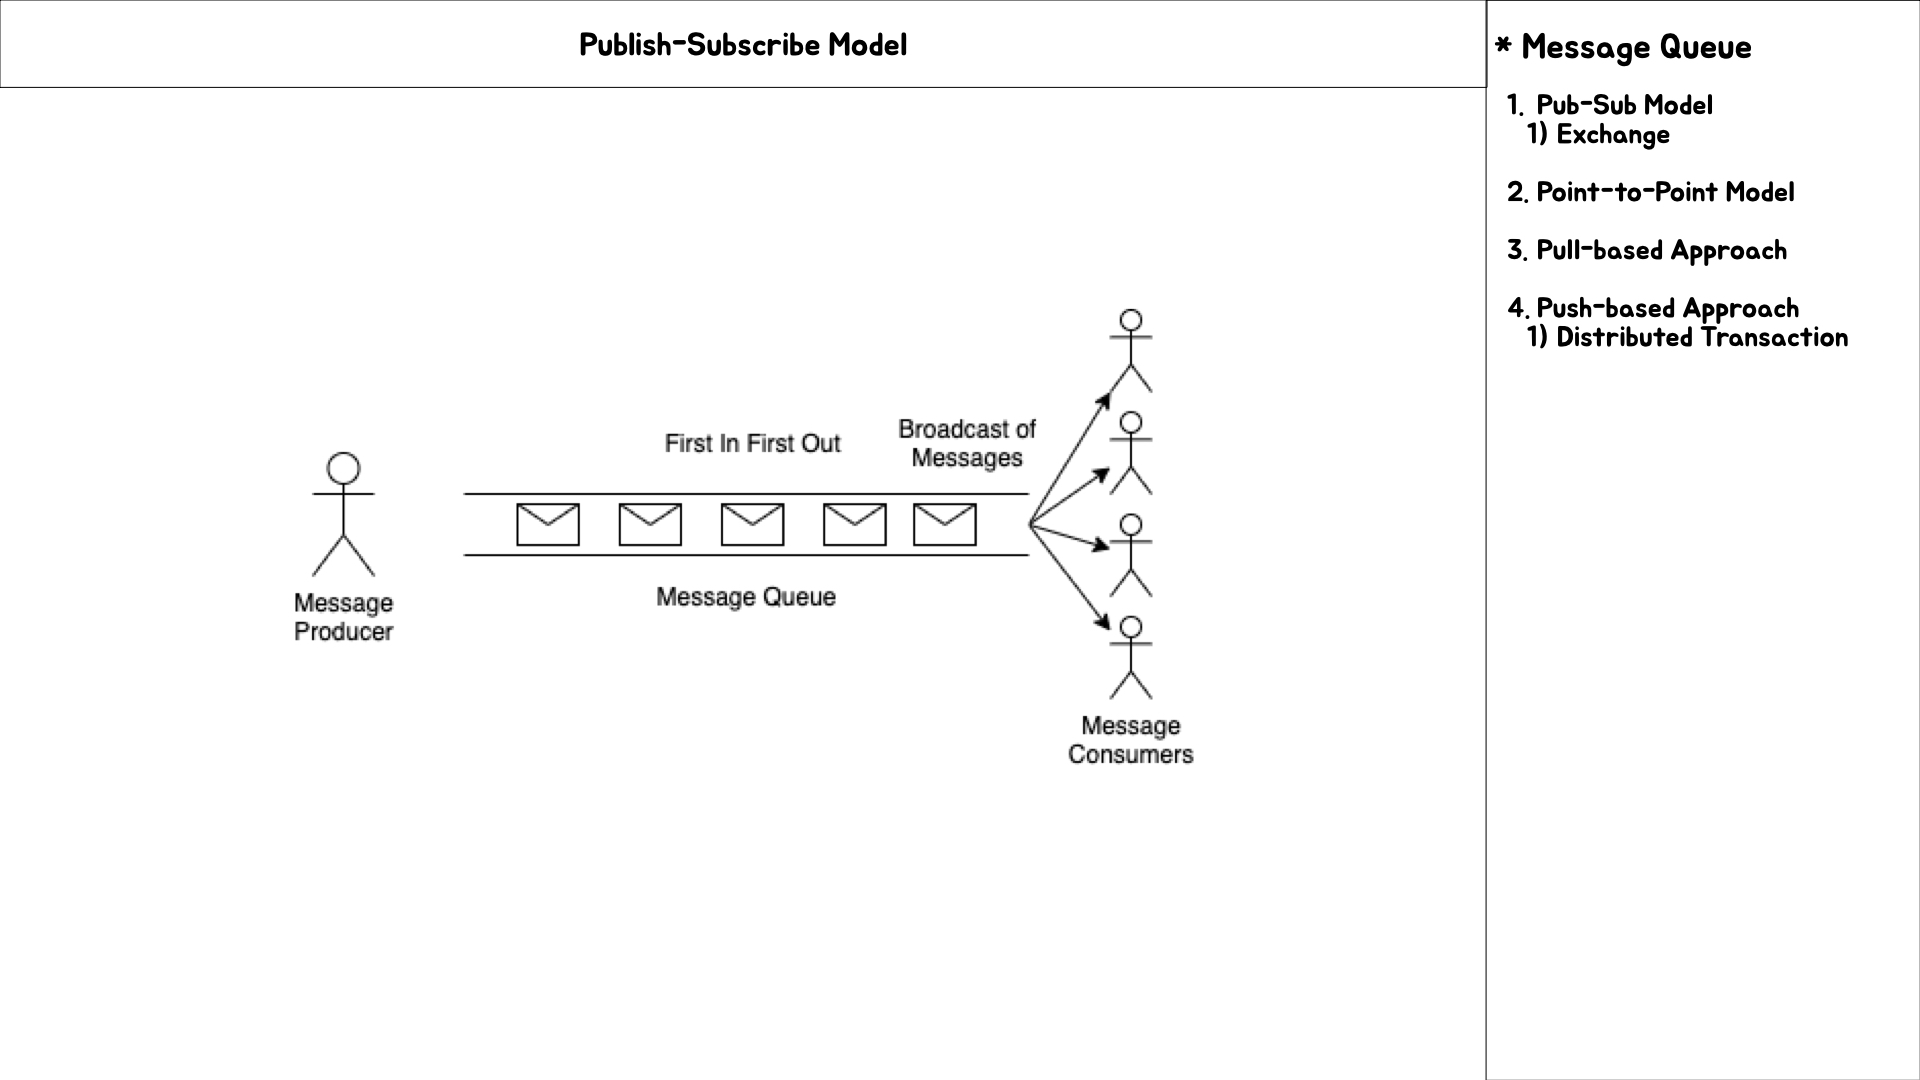 Publish-Subscribe Model
First In First Out
Broadcast of
Messages
Message Queue
Message
Producer
Message
Consumers
* Message Queue
1. Pub-Sub Model
1) Exchange
2. Point-to-Point Model
3. Pull-based Approach
4. Push-based Approach
1) Distributed Transaction